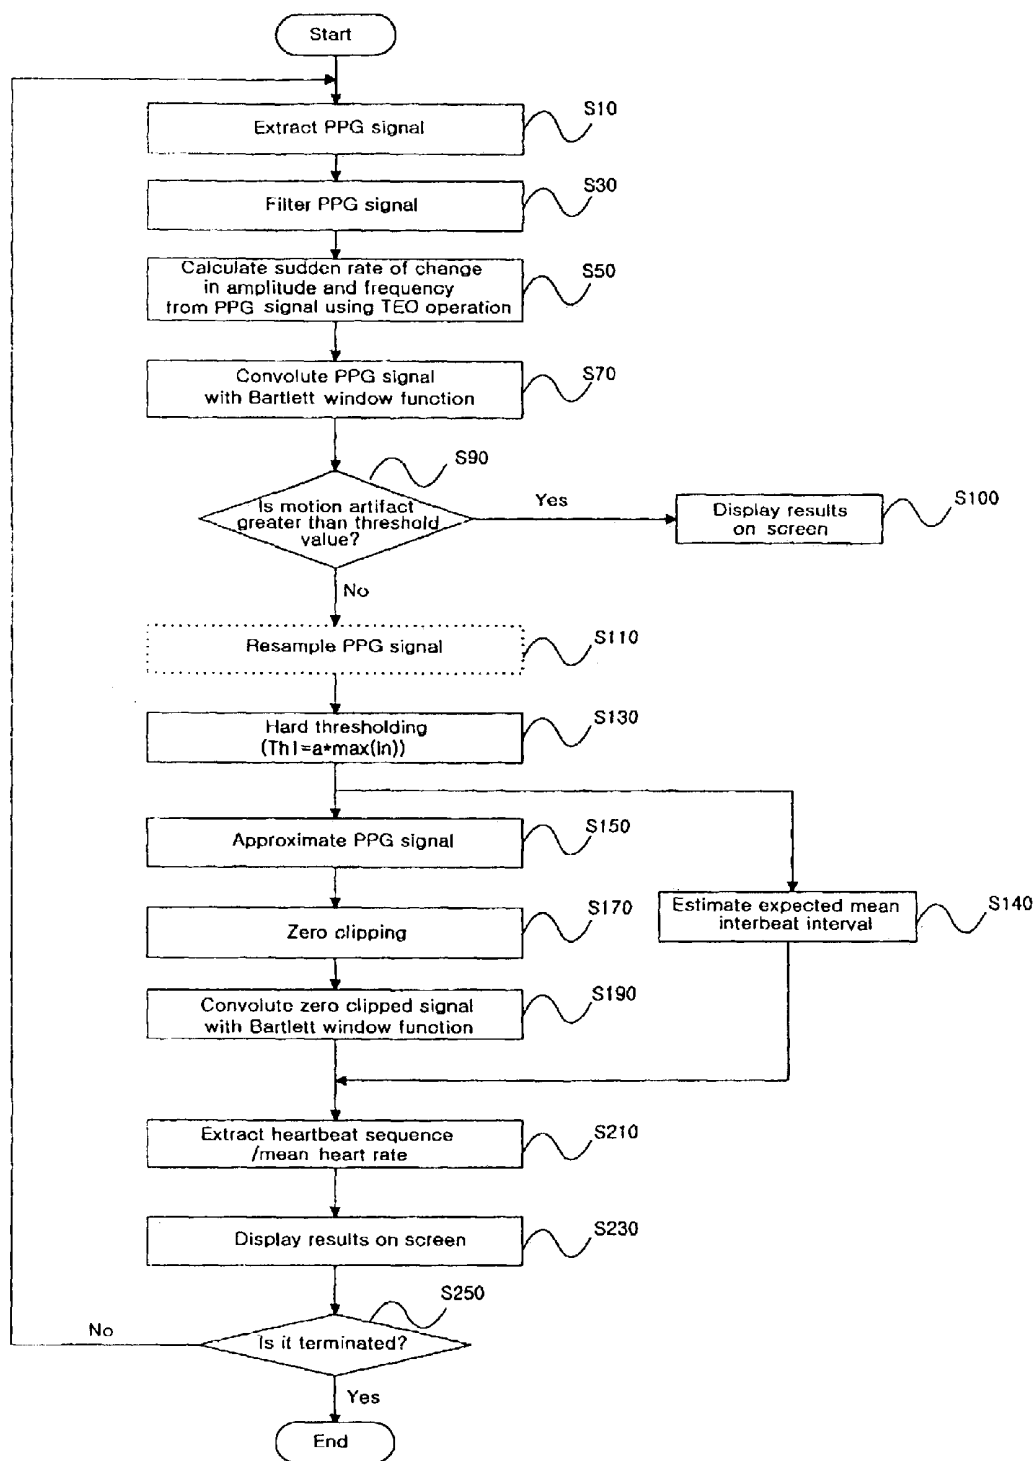 Start
Extract PPG signal
S10
Filter PPG signal
S30
Calculate sudden rate of change
in amplitude and frequency
from PPG signal using TEO operation
S50
Convolute PPG signal
with Bartlett window function
S70
S90
Is motion artifact
greater than threshold
value?
Yes
Display results
on screen
S100
No
Resample PPG signal
S110
Hard thresholding
(Th1=a*max(in))
S130
Approximate PPG signal
S150
Estimate expected mean
interbeat interval
S140
Zero clipping
S170
Convolute zero clipped signal
with Bartlett window function
S190
Extract heartbeat sequence
/mean heart rate
S210
Display results on screen
S230
S250
Is it terminated?
No
Yes
End